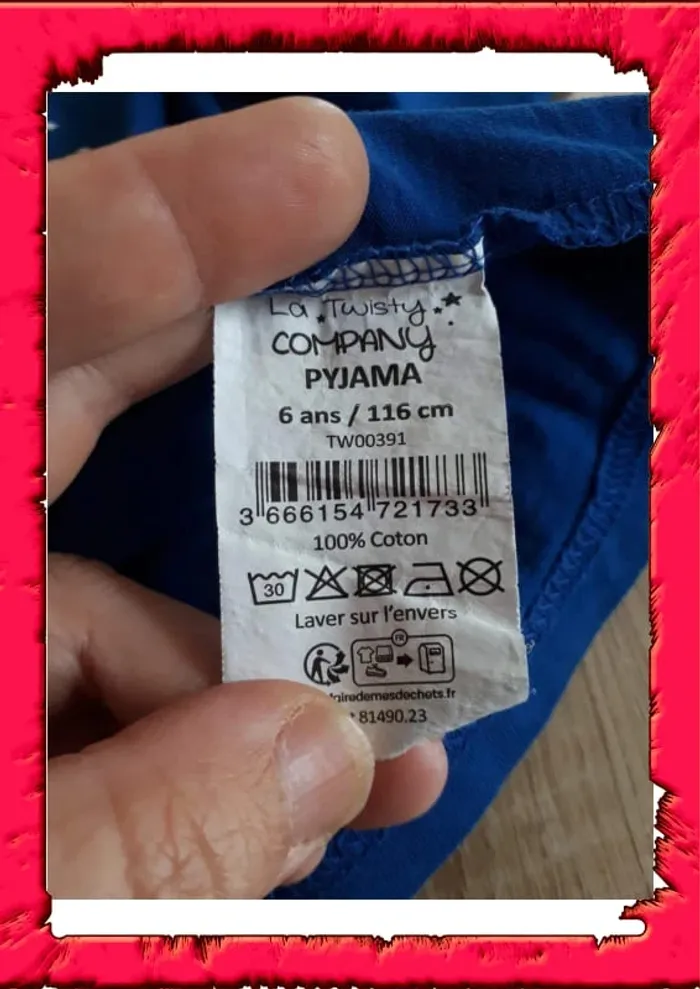 La Twisty
COMPANY
PYJAMA
6 ans / 116 cm
TW00391
3 666154 721733
100% Coton
30
Laver sur l'envers
FR
81490.23